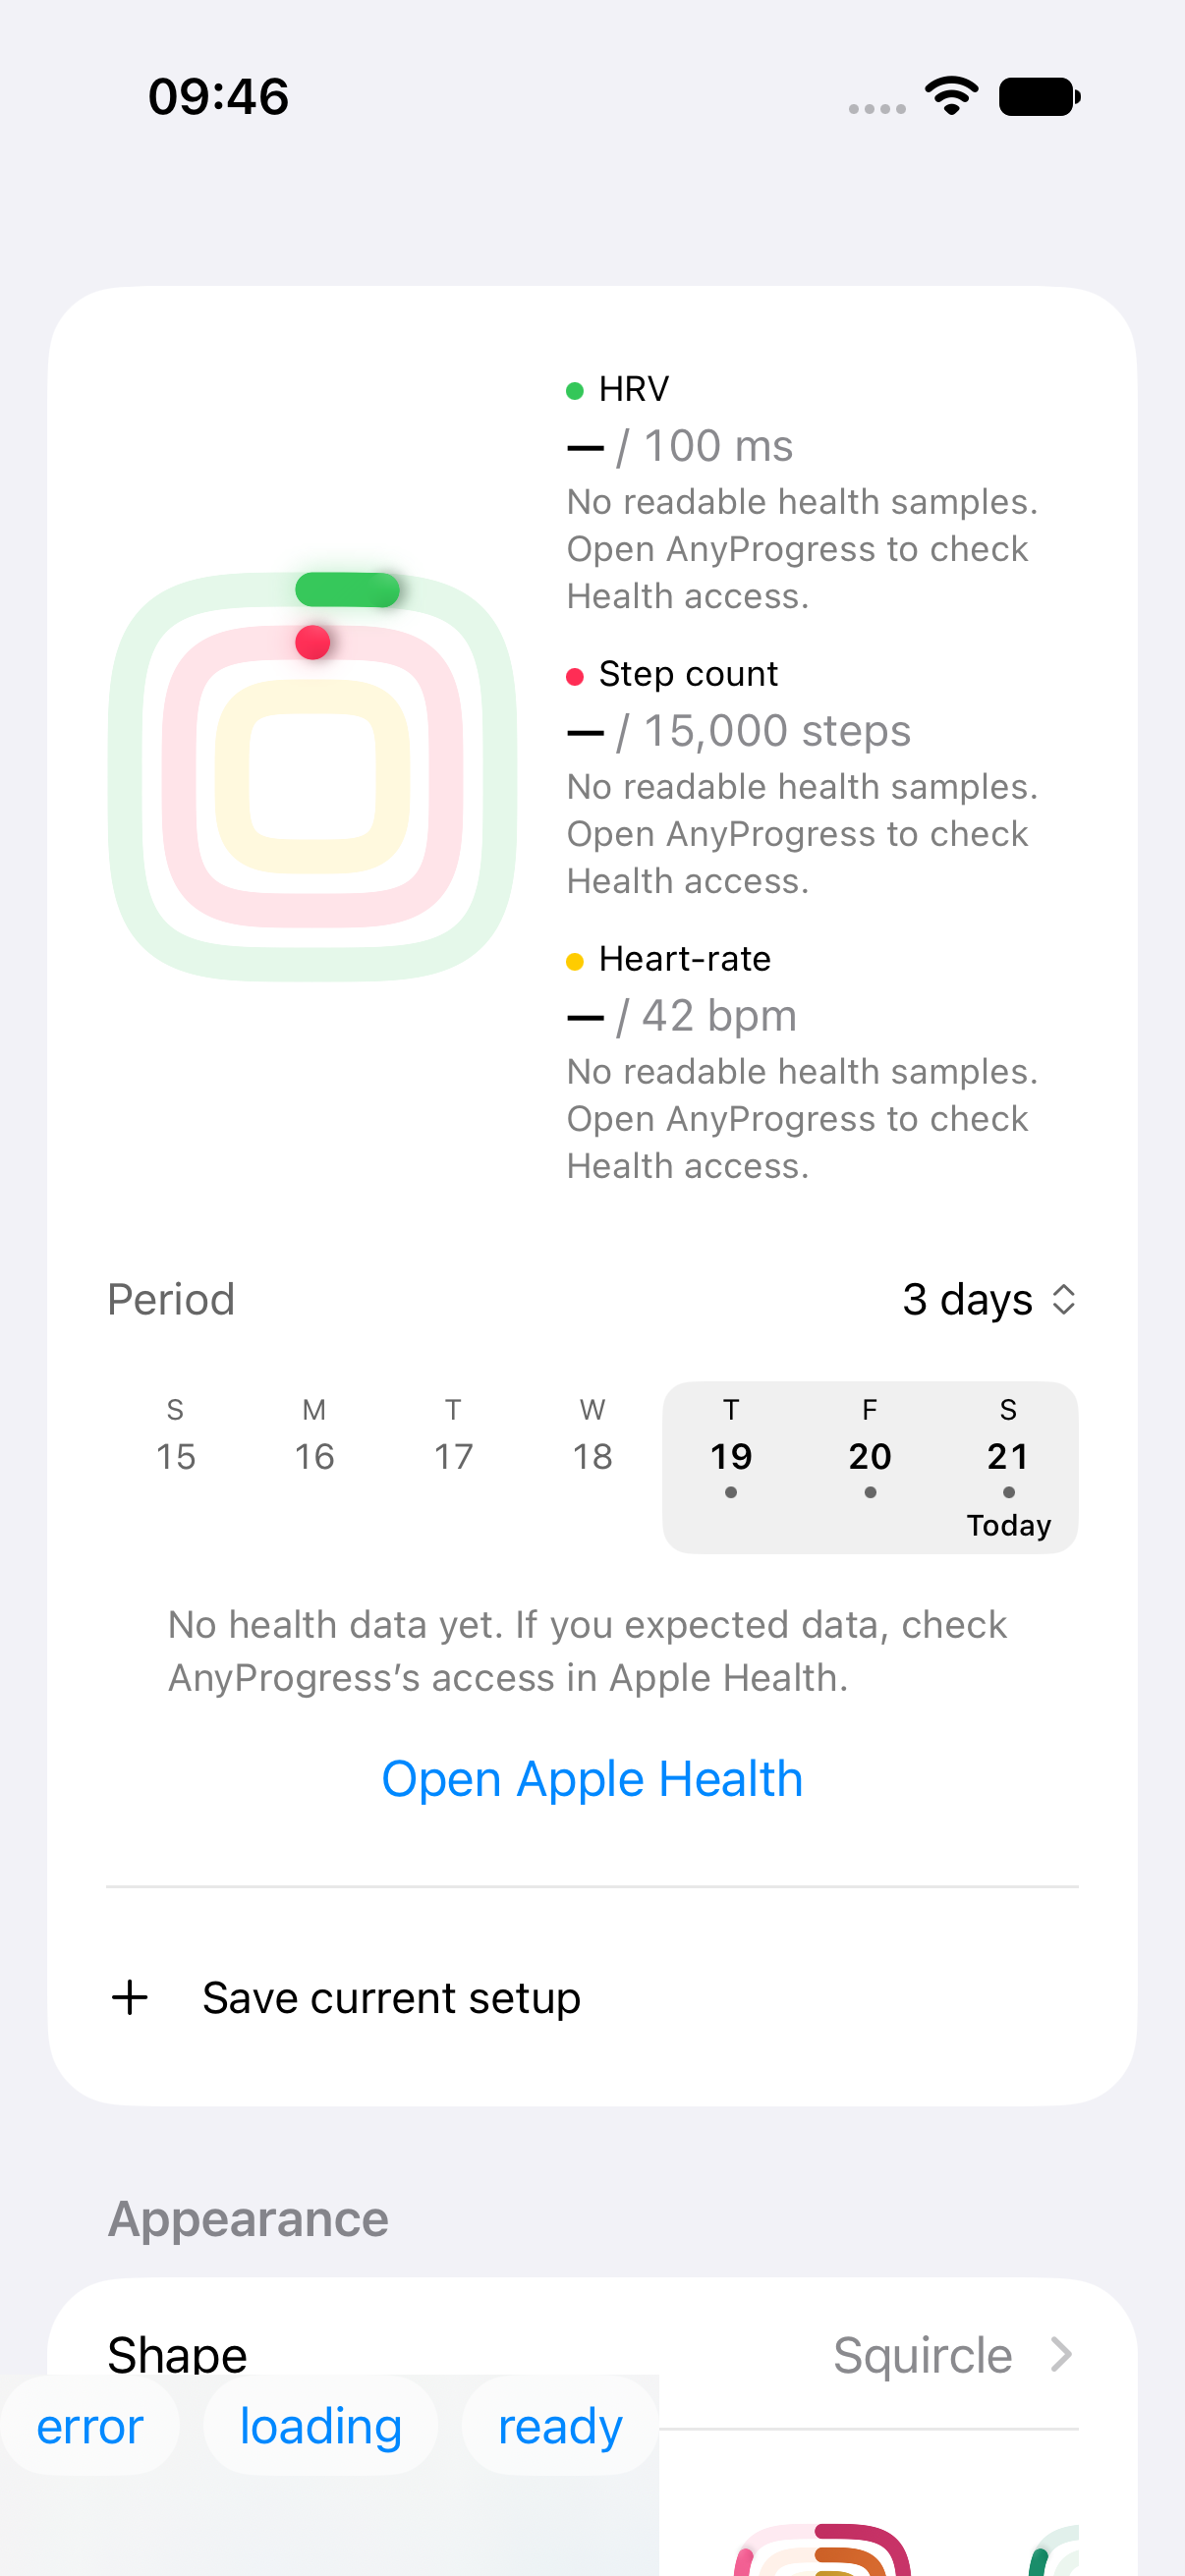 09:46
HRV
— / 100 ms
No readable health samples.
Open AnyProgress to check
Health access.
Step count
— / 15,000 steps
No readable health samples.
Open AnyProgress to check
Health access.
Heart-rate
— / 42 bpm
No readable health samples.
Open AnyProgress to check
Health access.
Period
3 days
S M T W T F S
15 16 17 18 19 20 21
Today
No health data yet. If you expected data, check
AnyProgress’s access in Apple Health.
Open Apple Health
+ Save current setup
Appearance
Shape
Squircle
error loading ready